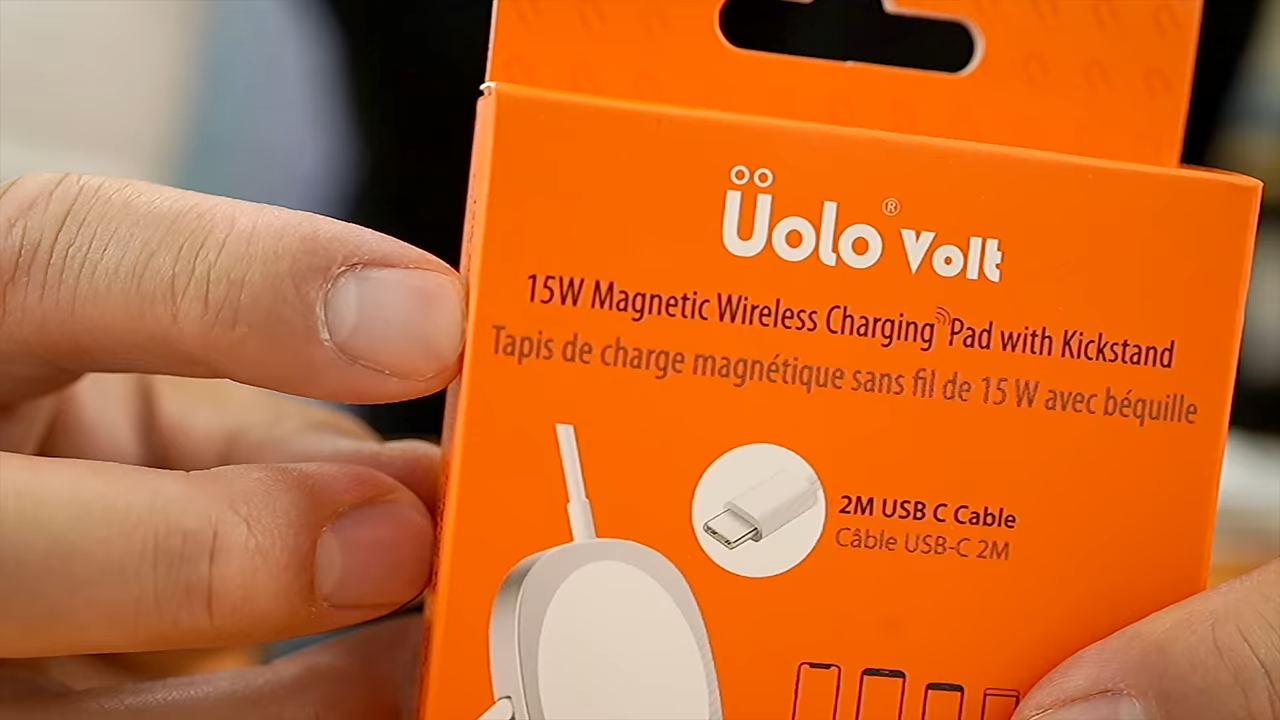 Üolo® Volt
15W Magnetic Wireless Charging Pad with Kickstand
Tapis de charge magnétique sans fil de 15 W avec béquille
2M USB C Cable
Câble USB-C 2M